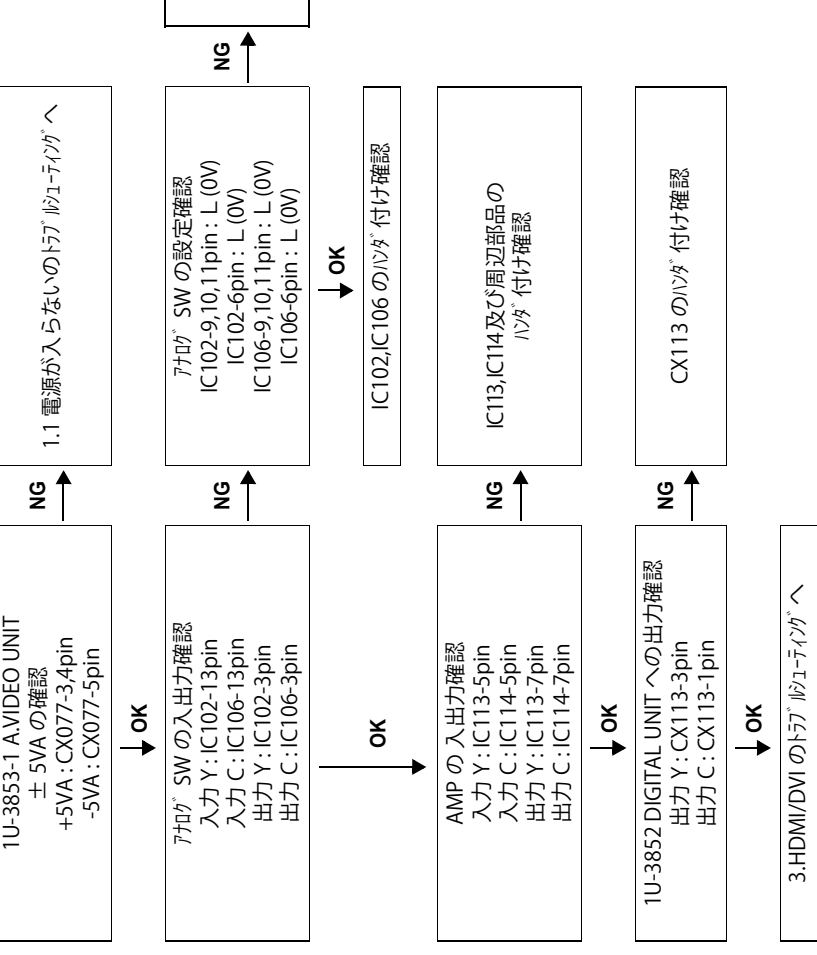 1U-3853-1 A.VIDEO UNIT
± 5VA の確認
+5VA : CX077-3,4pin
-5VA : CX077-5pin
NG
1.1 電源が入らないのﾄﾗﾌﾞﾙｼｭｰﾃｨﾝｸﾞへ
OK
ｱﾅﾛｸﾞ SW の入出力確認
入力 Y : IC102-13pin
入力 C : IC106-13pin
出力 Y : IC102-3pin
出力 C : IC106-3pin
NG
ｱﾅﾛｸﾞ SW の設定確認
IC102-9,10,11pin : L (0V)
IC102-6pin : L (0V)
IC106-9,10,11pin : L (0V)
IC106-6pin : L (0V)
NG
OK
IC102,IC106 のﾊﾝﾀﾞ付け確認
OK
AMP の 入出力確認
入力 Y : IC113-5pin
入力 C : IC114-5pin
出力 Y : IC113-7pin
出力 C : IC114-7pin
NG
IC113,IC114及び周辺部品の
ﾊﾝﾀﾞ付け確認
OK
1U-3852 DIGITAL UNIT への出力確認
出力 Y : CX113-3pin
出力 C : CX113-1pin
NG
CX113 のﾊﾝﾀﾞ付け確認
OK
3.HDMI/DVI のﾄﾗﾌﾞﾙｼｭｰﾃｨﾝｸﾞへ